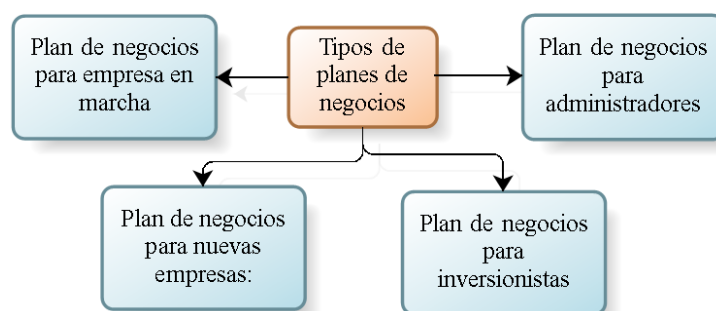 Plan de negocios
para empresa en
marcha
Tipos de
planes de
negocios
Plan de negocios
para
administradores
Plan de negocios
para nuevas
empresas:
Plan de negocios
para
inversionistas